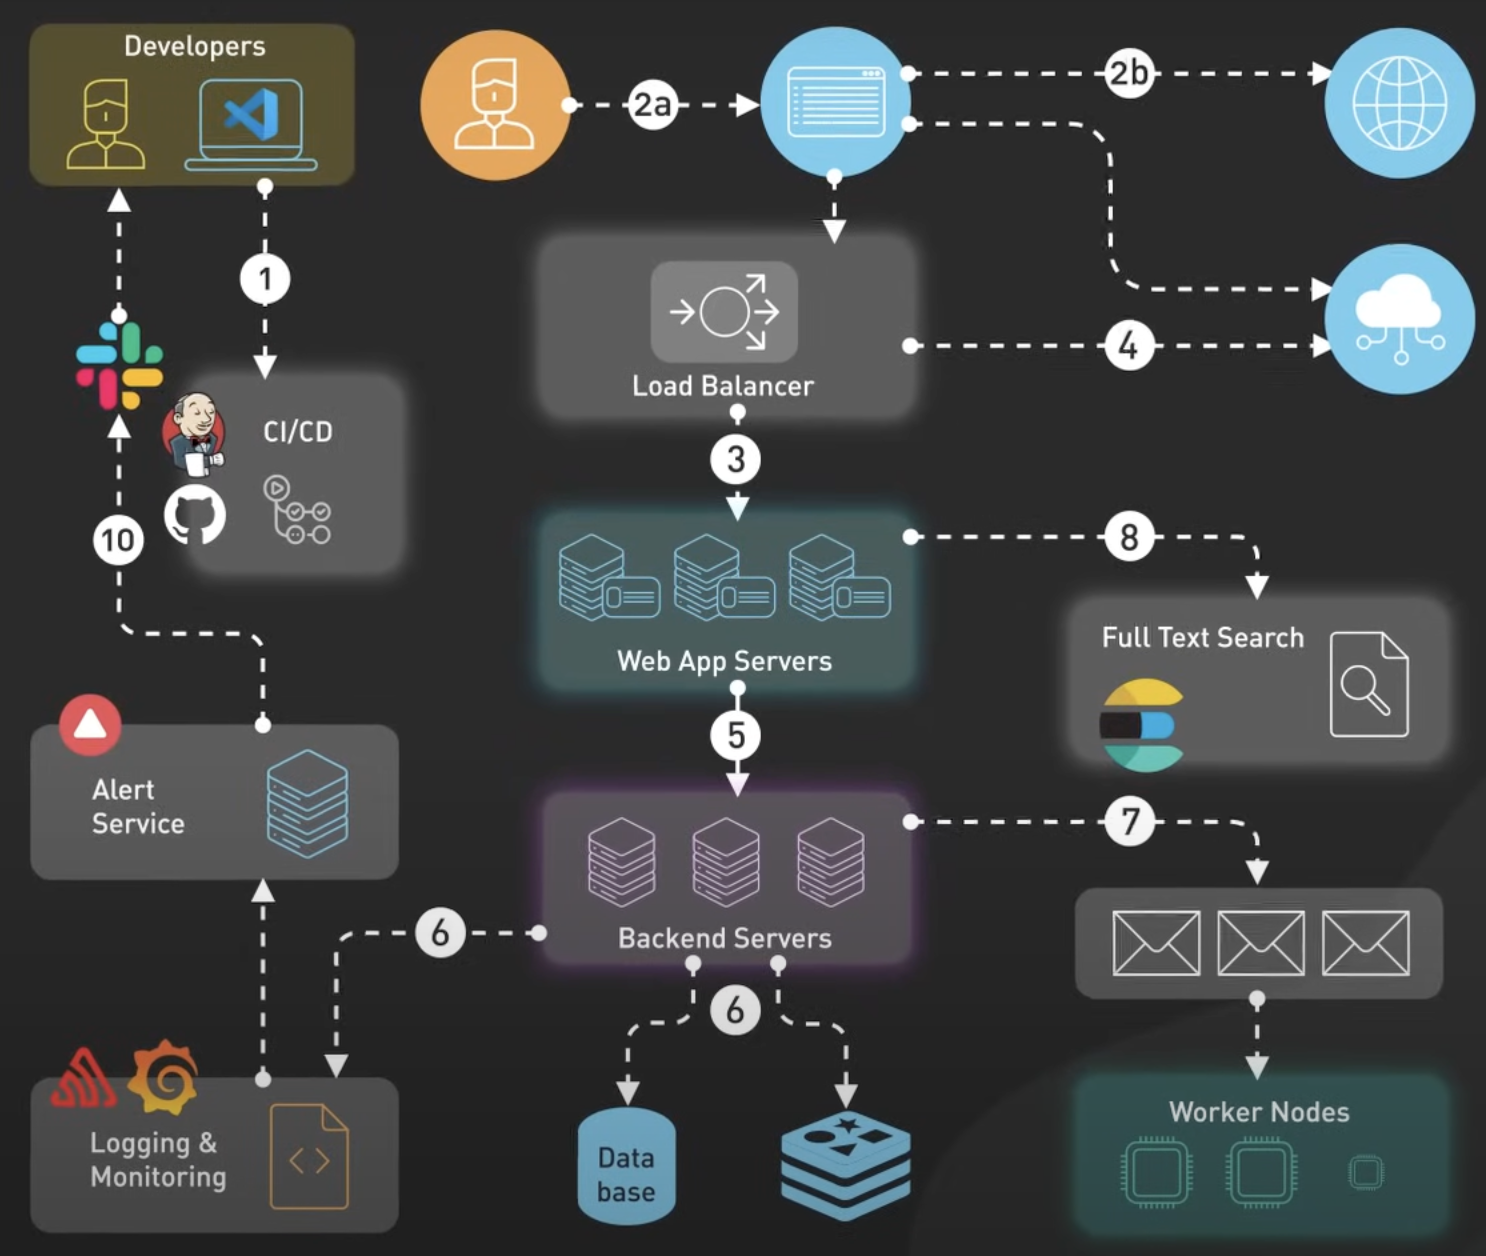 Developers
2a
2b
1
Load Balancer
4
CI/CD
3
10
8
Web App Servers
Full Text Search
5
Alert
Service
7
6
Backend Servers
6
Worker Nodes
Logging &
Monitoring
Data
base